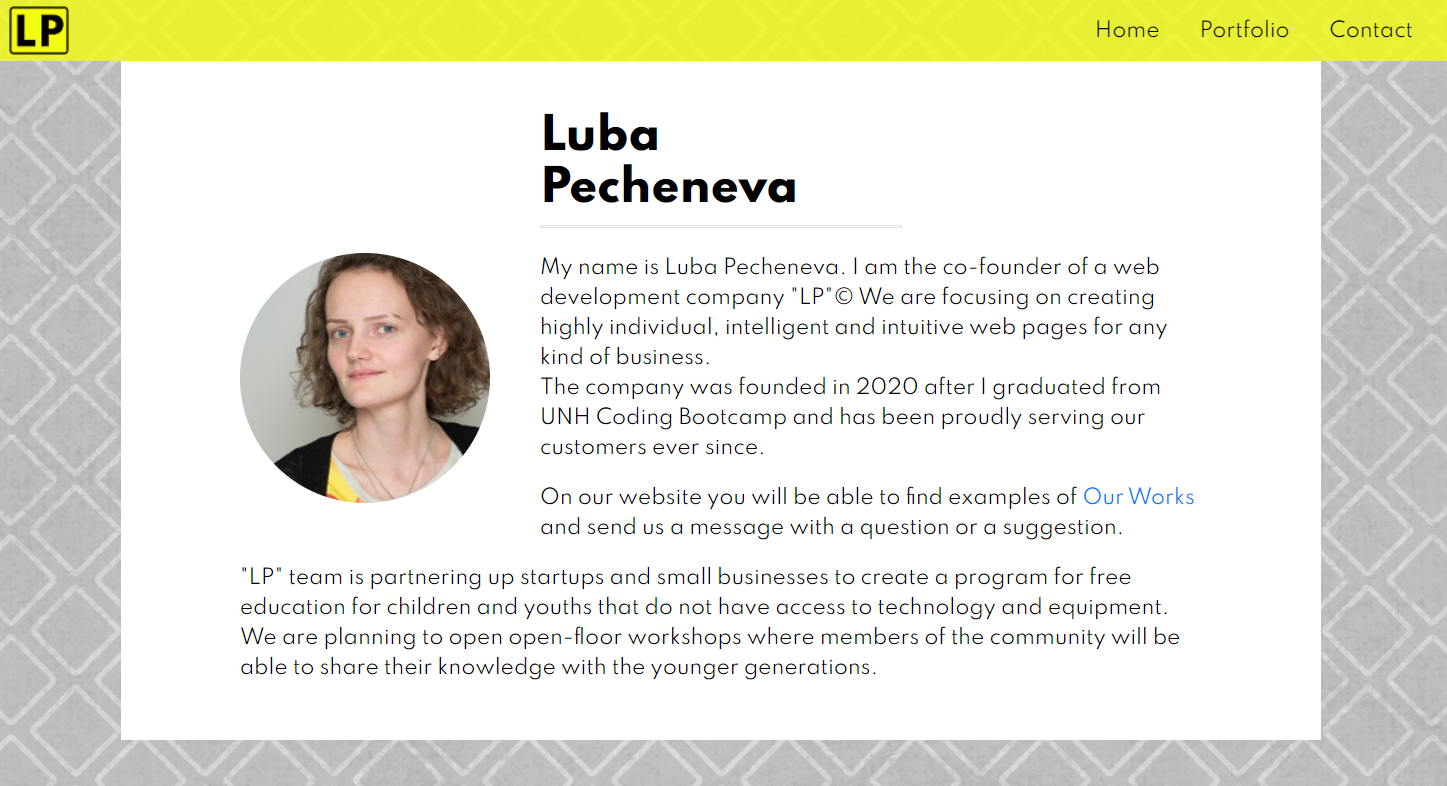 LP
Home Portfolio Contact
Luba
Pecheneva
My name is Luba Pecheneva. I am the co-founder of a web
development company "LP"© We are focusing on creating
highly individual, intelligent and intuitive web pages for any
kind of business.
The company was founded in 2020 after I graduated from
UNH Coding Bootcamp and has been proudly serving our
customers ever since.
On our website you will be able to find examples of Our Works
and send us a message with a question or a suggestion.
"LP" team is partnering up startups and small businesses to create a program for free
education for children and youths that do not have access to technology and equipment.
We are planning to open open-floor workshops where members of the community will be
able to share their knowledge with the younger generations.